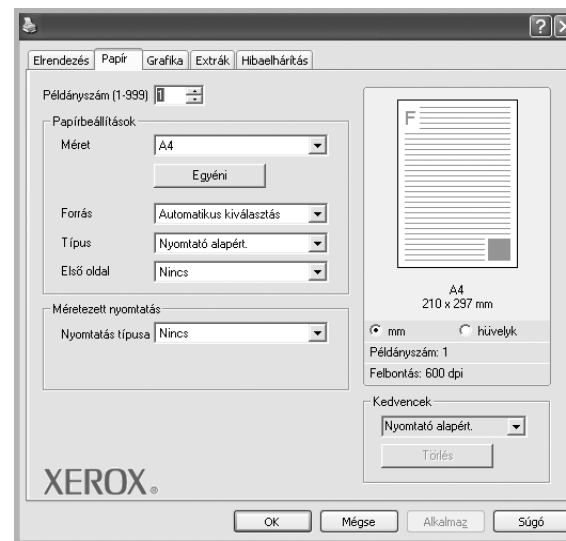 ?
Elrendezés Papír Grafika Extrák Hibaelhárítás
Példányszám (1-999) 1
Papírbeállítások
Méret A4
Egyéni
Forrás Automatikus kiválasztás
Típus Nyomtató alapért.
Első oldal Nincs
Méretezett nyomtatás
Nyomtatás típusa Nincs
XEROX®
F
A4
210 x 297 mm
mm hüvelyk
Példányszám: 1
Felbontás: 600 dpi
Kedvencek
Nyomtató alapért.
Törlés
OK Mégse Alkalmaz Súgó